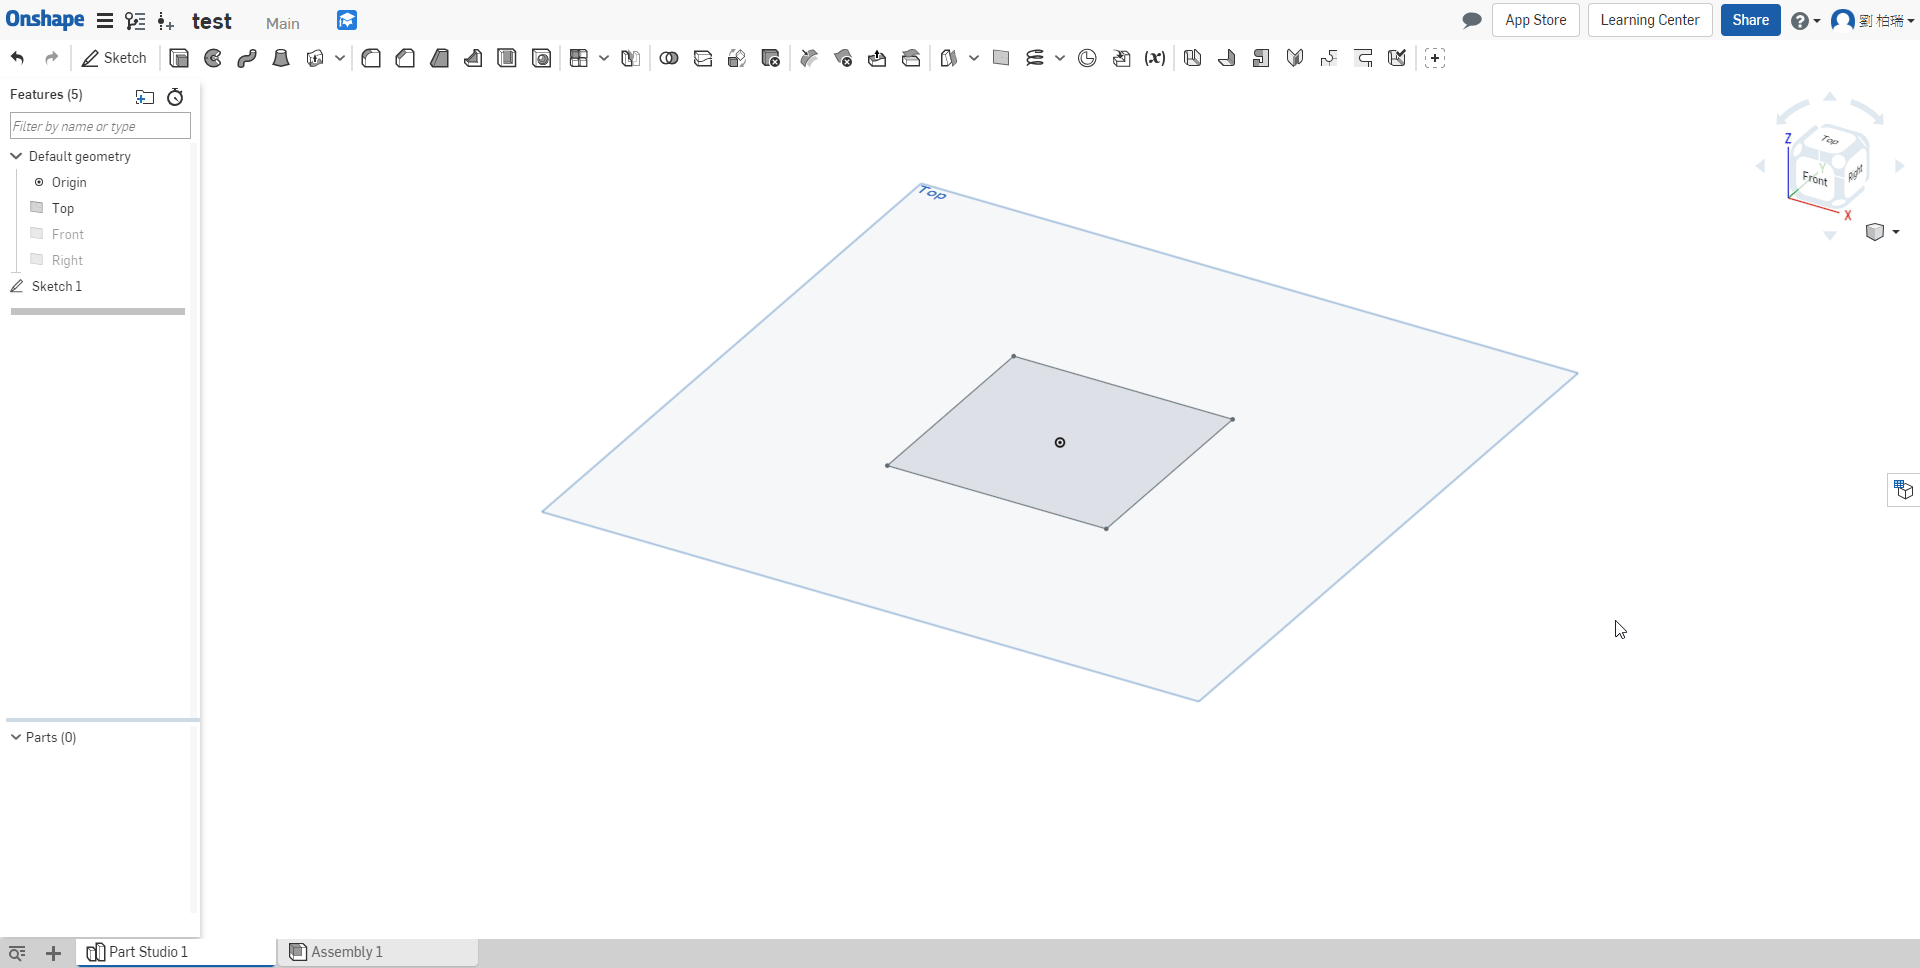 Onshape
test
Main
App Store
Learning Center
Share
劉 柏瑞
Sketch
(x)
Features (5)
Filter by name or type
Default geometry
Origin
Top
Front
Right
Sketch 1
Top
Z
Top
Front
Right
Y
X
Parts (0)
Part Studio 1
Assembly 1